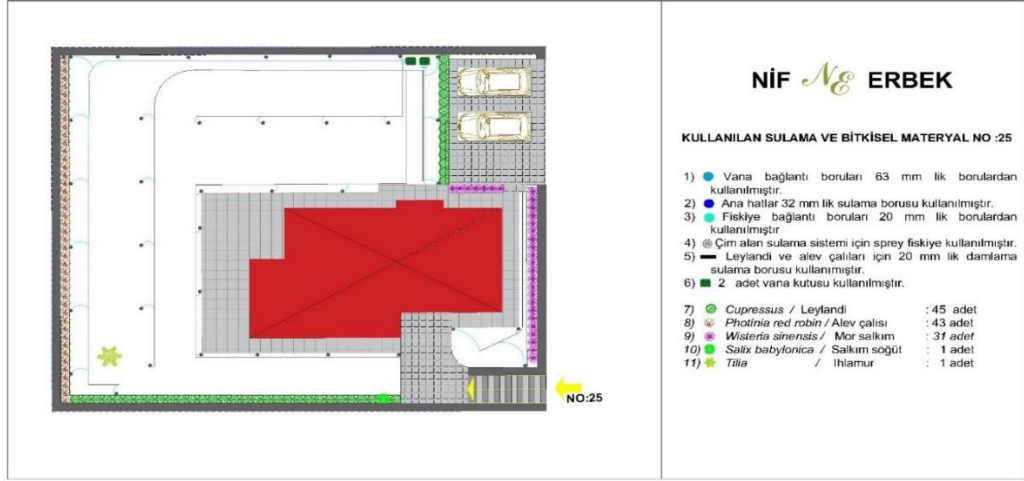 NİF NE ERBEK
KULLANILAN SULAMA VE BİTKİSEL MATERYAL NO :25
1) Vana bağlantı boruları 63 mm lik borulardan
kullanılmıştır.
2) Ana hatlar 32 mm lik sulama borusu kullanılmıştır.
3) Fiskiye bağlantı boruları 20 mm lik borulardan
kullanılmıştır
4) Çim alan sulama sistemi için sprey fiskiye kullanılmıştır.
5) Leylandi ve alev çalıları için 20 mm lik damlama
sulama borusu kullanımıştır.
6) 2 adet vana kutusu kullanılmıştır.
7) Cupressus / Leylandi : 45 adet
8) Photinia red robin / Alev çalısı : 43 adet
9) Wisteria sinensis / Mor salkım : 31 adet
10) Salix babylonica / Salkım söğüt : 1 adet
11) Tilia / Ihlamur : 1 adet
NO:25